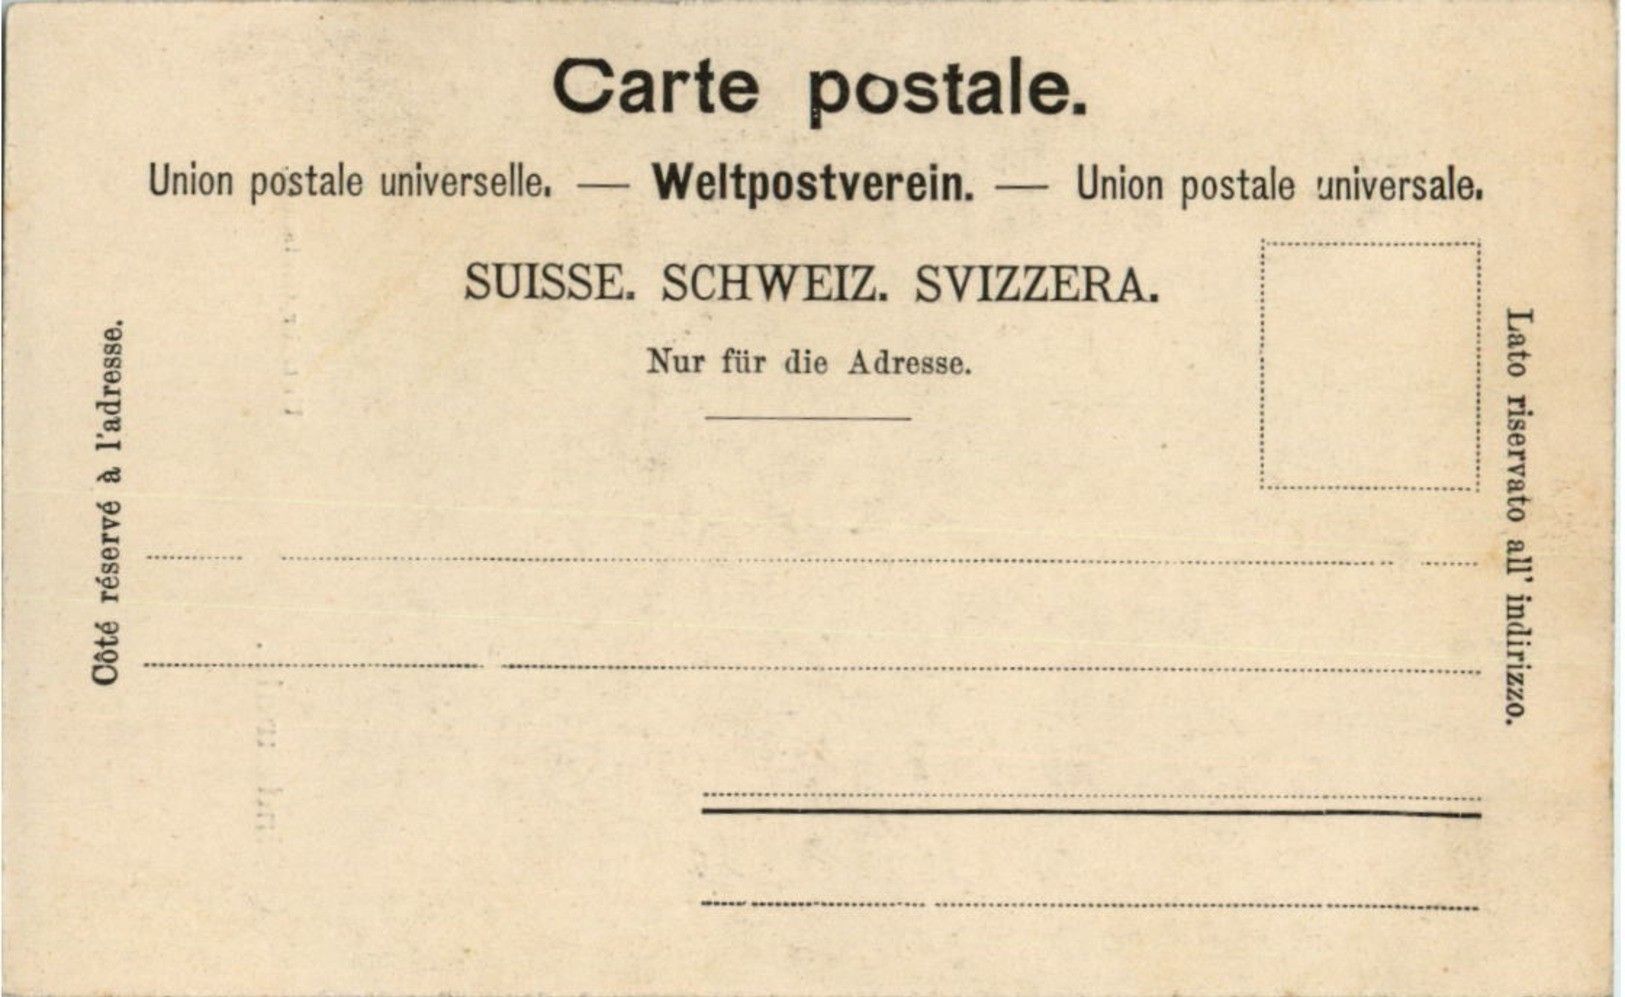 Carte postale.
Union postale universelle. — Weltpostverein. — Union postale universale.
SUISSE. SCHWEIZ. SVIZZERA.
Nur für die Adresse.
Côté réservé à l'adresse.
Lato riservato all' indirizzo.